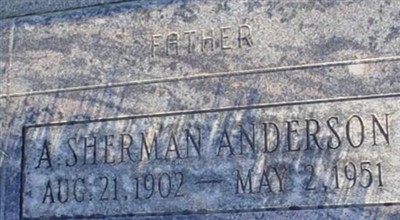 FATHER
A. SHERMAN ANDERSON
AUG. 21, 1902 — MAY 2, 1951